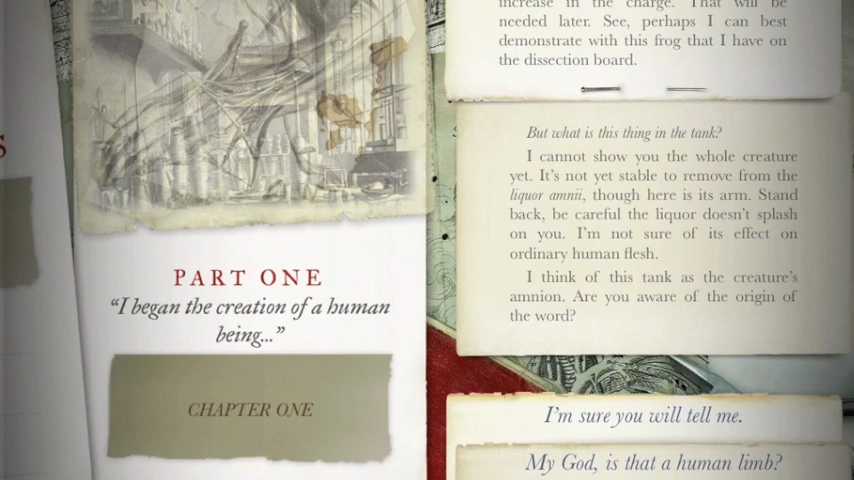 S
PART ONE
“I began the creation of a human
being...”
CHAPTER ONE
increase in the charge. That will be
needed later. See, perhaps I can best
demonstrate with this frog that I have on
the dissection board.
But what is this thing in the tank?
I cannot show you the whole creature
yet. It’s not yet stable to remove from the
liquor amnii, though here is its arm. Stand
back, be careful the liquor doesn’t splash
on you. I’m not sure of its effect on
ordinary human flesh.
I think of this tank as the creature’s
amnion. Are you aware of the origin of
the word?
I’m sure you will tell me.
My God, is that a human limb?